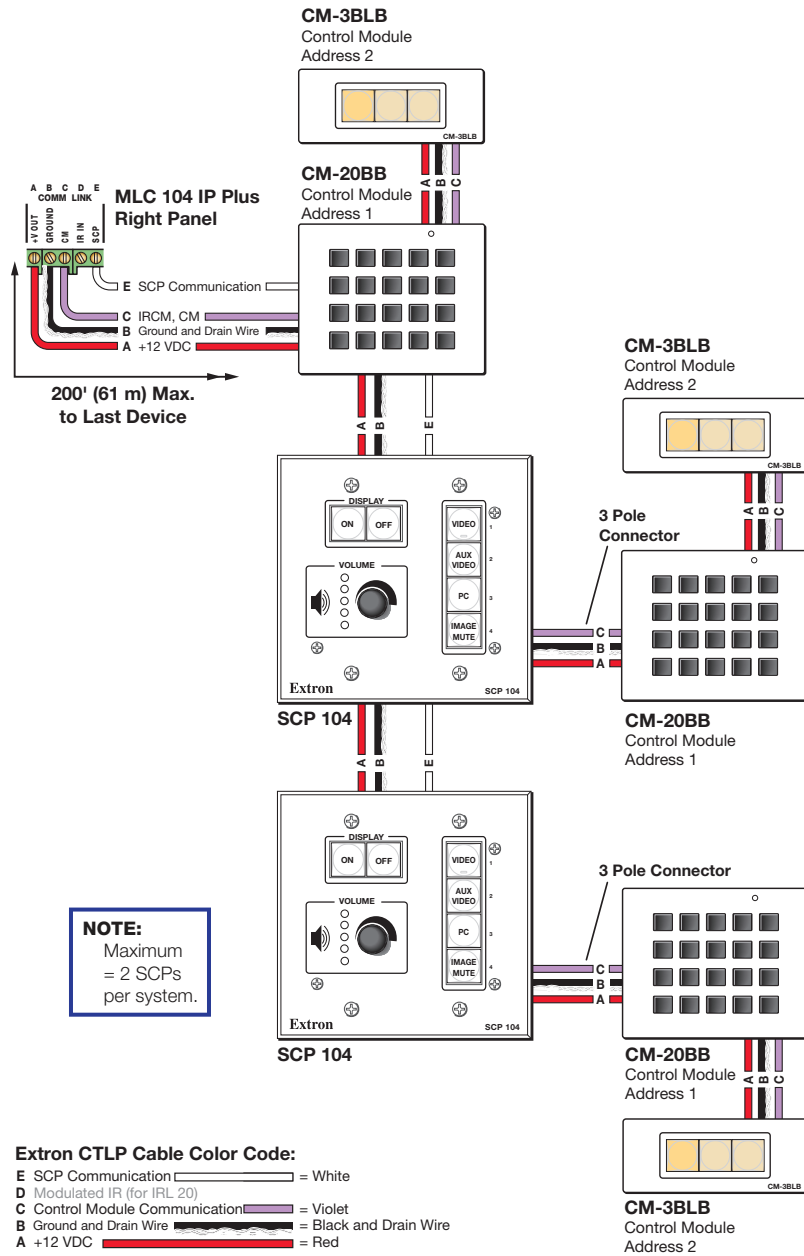 CM-3BLB
Control Module
Address 2
CM-3BLB
A B C
CM-20BB
Control Module
Address 1
A B C D E
COMM LINK
MLC 104 IP Plus
Right Panel
+V OUT
GROUND
CM
IR IN
SCP
E SCP Communication
C IRCM, CM
B Ground and Drain Wire
A +12 VDC
200' (61 m) Max.
to Last Device
A B E
CM-3BLB
Control Module
Address 2
CM-3BLB
A B C
3 Pole
Connector
DISPLAY
ON OFF
VOLUME
VIDEO 1
AUX
VIDEO 2
PC 3
IMAGE
MUTE 4
Extron
SCP 104
SCP 104
C
B
A
CM-20BB
Control Module
Address 1
A B E
DISPLAY
ON OFF
VOLUME
VIDEO 1
AUX
VIDEO 2
PC 3
IMAGE
MUTE 4
Extron
SCP 104
SCP 104
3 Pole Connector
C
B
A
CM-20BB
Control Module
Address 1
A B C
CM-3BLB
CM-3BLB
Control Module
Address 2
NOTE:
Maximum
= 2 SCPs
per system.
Extron CTLP Cable Color Code:
E SCP Communication = White
D Modulated IR (for IRL 20)
C Control Module Communication = Violet
B Ground and Drain Wire = Black and Drain Wire
A +12 VDC = Red